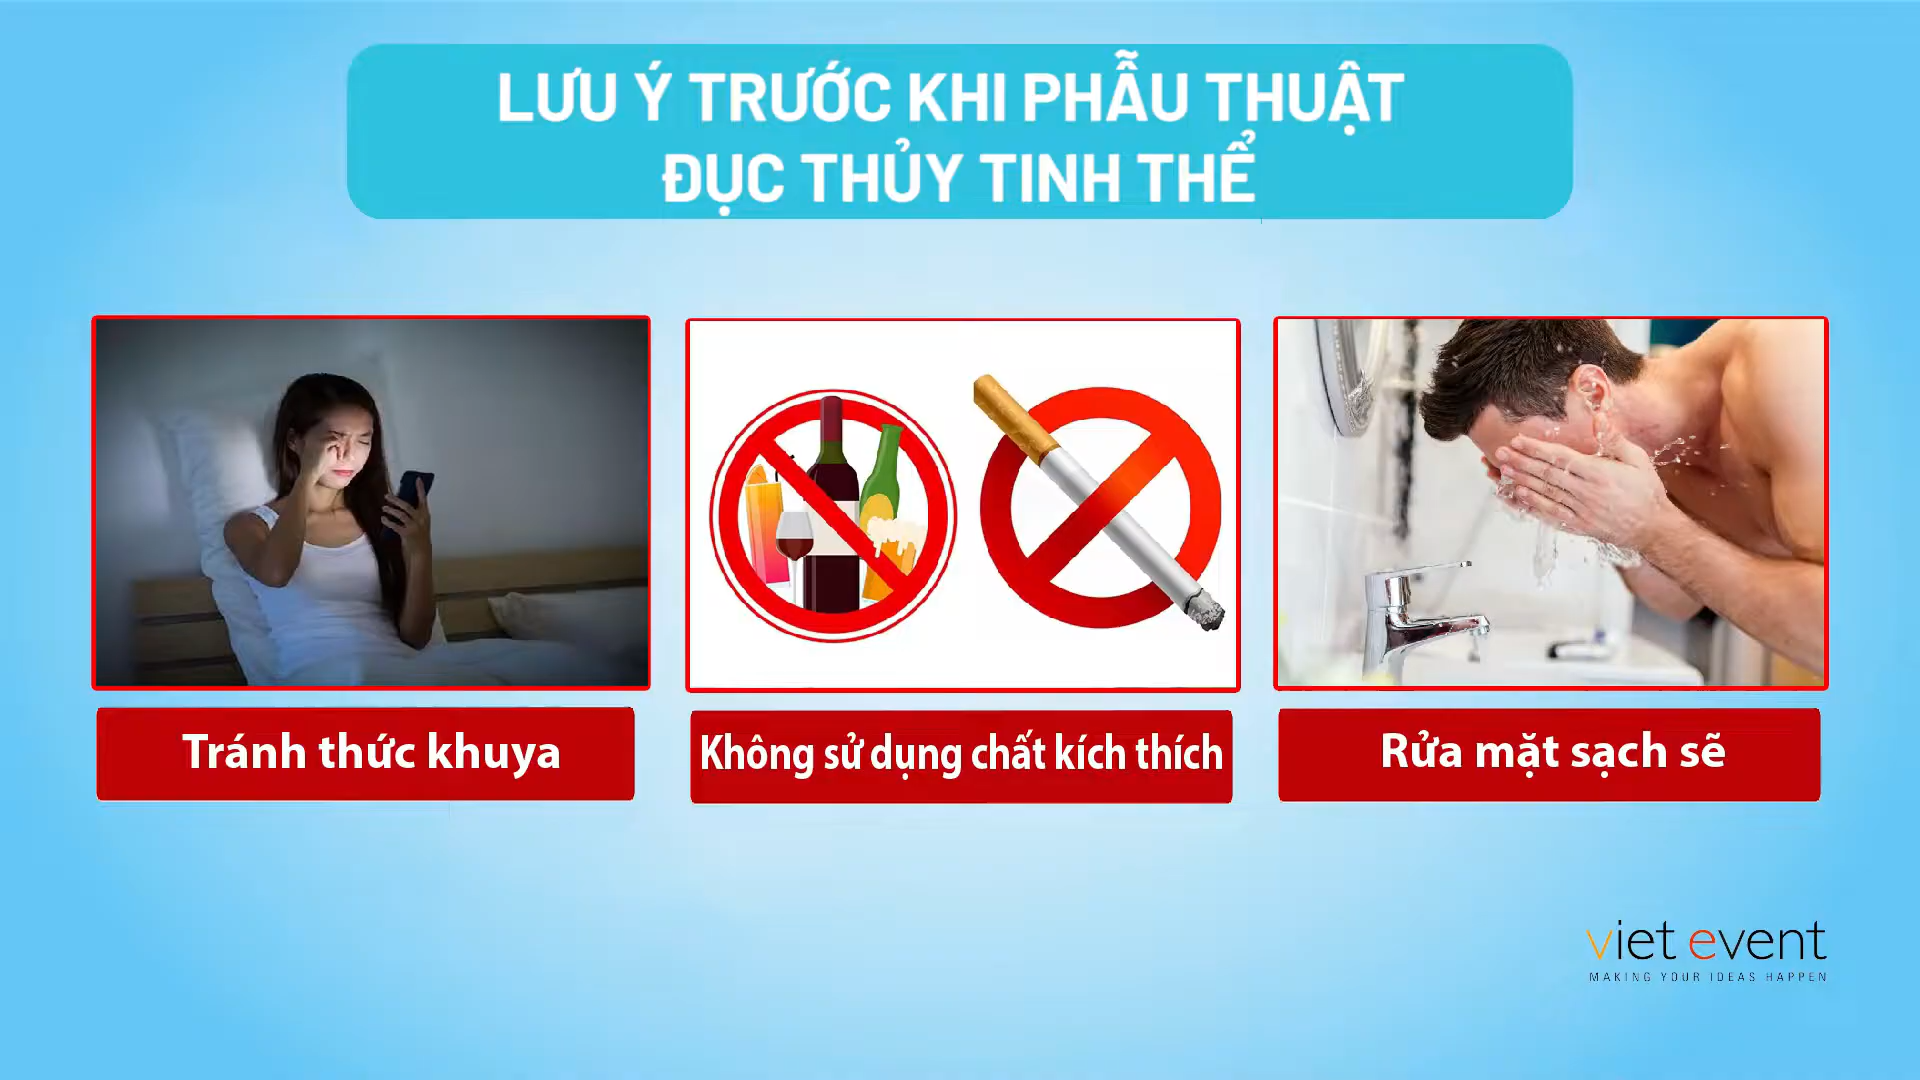 LƯU Ý TRƯỚC KHI PHẪU THUẬT
ĐỤC THỦY TINH THỂ
Tránh thức khuya
Không sử dụng chất kích thích
Rửa mặt sạch sẽ
viet event
MAKING YOUR IDEAS HAPPEN